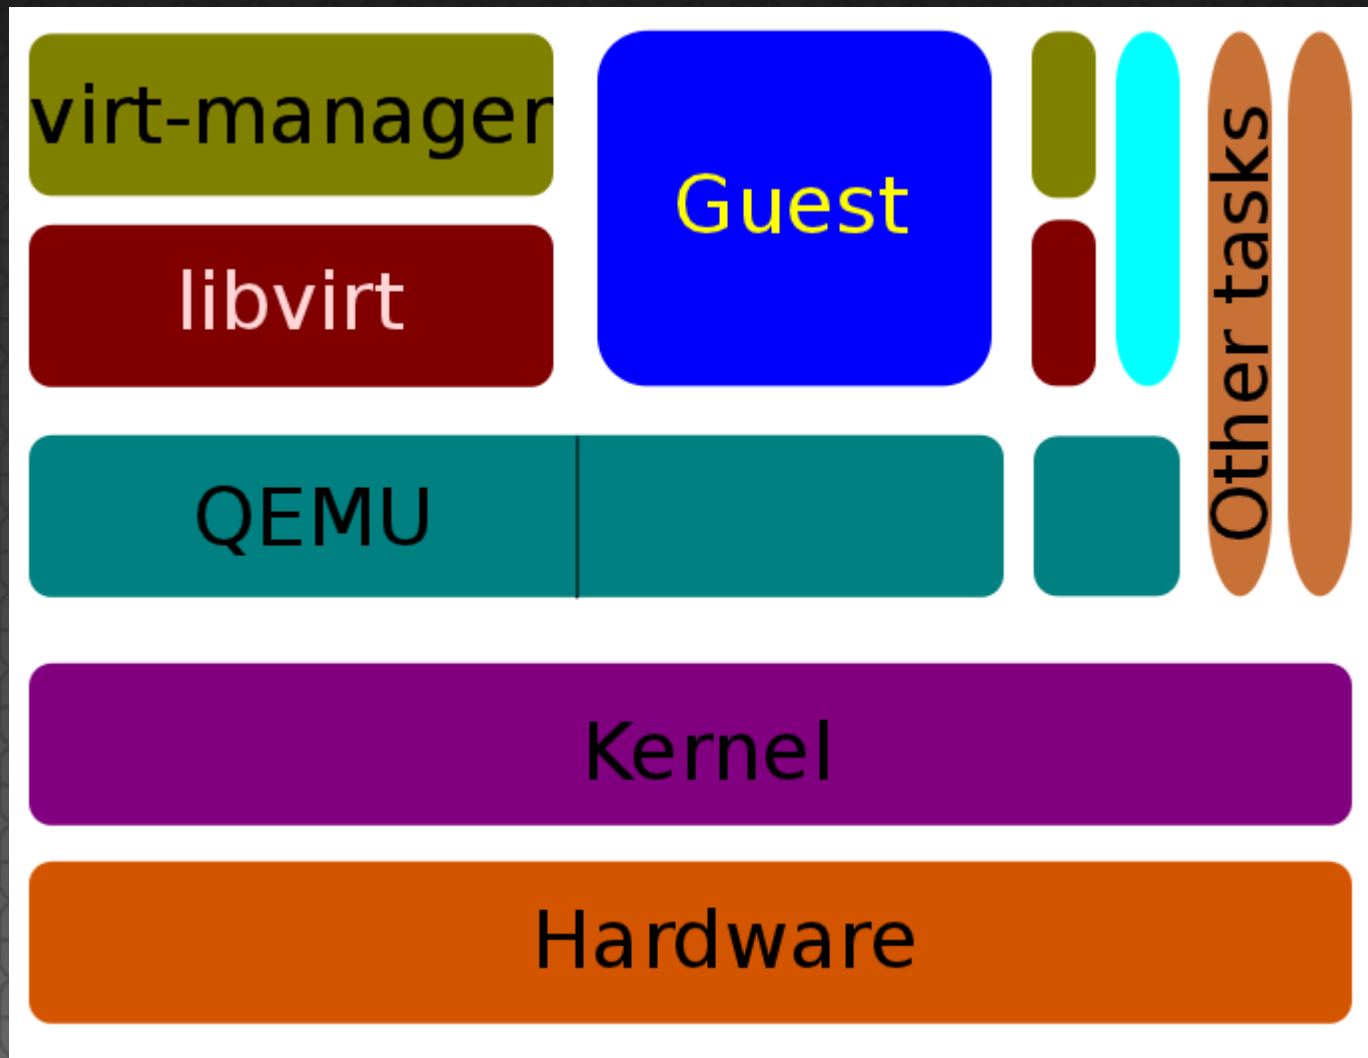 virt-manager
Guest
libvirt
Other tasks
QEMU
Kernel
Hardware